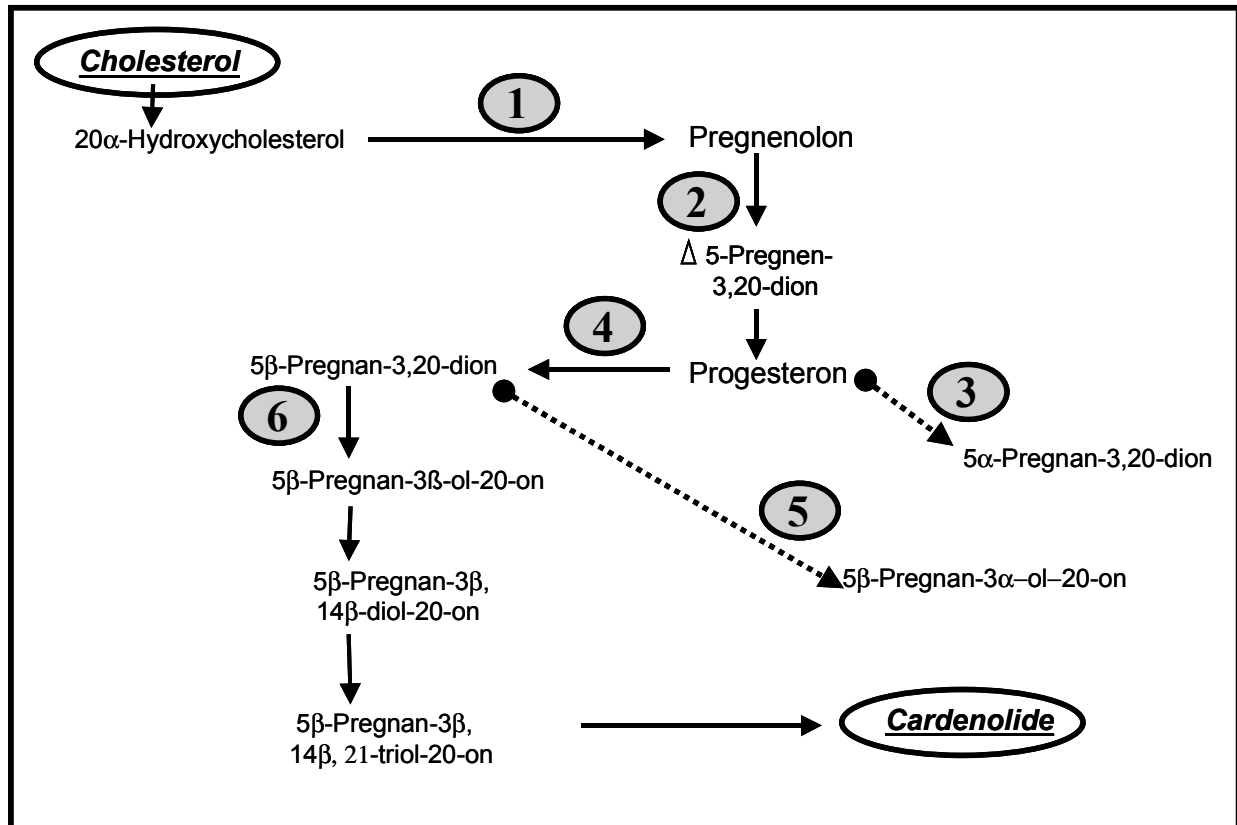 Cholesterol
1
20α-Hydroxycholesterol
Pregnenolon
2
Δ 5-Pregnen-
3,20-dion
4
5β-Pregnan-3,20-dion
Progesteron
3
6
5α-Pregnan-3,20-dion
5β-Pregnan-3ß-ol-20-on
5
5β-Pregnan-3α–ol–20-on
5β-Pregnan-3β,
14β-diol-20-on
5β-Pregnan-3β,
14β, 21-triol-20-on
Cardenolide